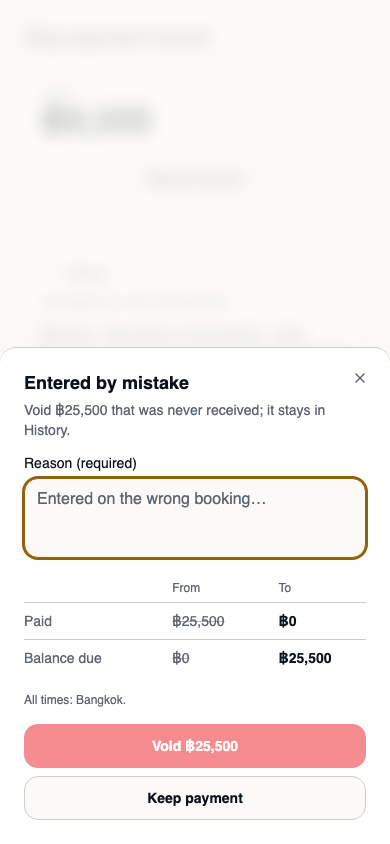 Entered by mistake
Void ฿25,500 that was never received; it stays in
History.
Reason (required)
Entered on the wrong booking…
From To
Paid ฿25,500 ฿0
Balance due ฿0 ฿25,500
All times: Bangkok.
Void ฿25,500
Keep payment